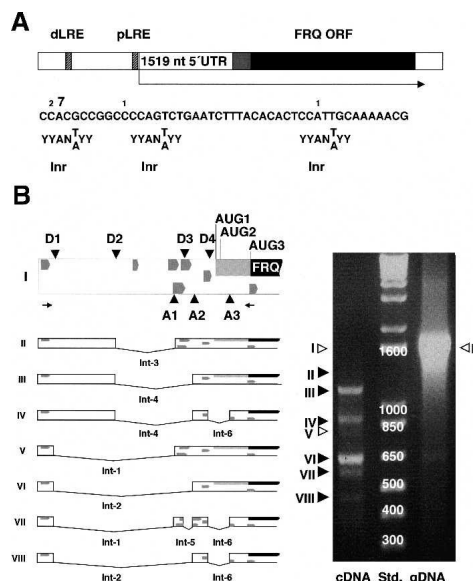 A
dLRE pLRE FRQ ORF
1519 nt 5´UTR
2 7 1 1
CCACGCCGGCCCCAGTCTGAATCTTTACACACTCCATTGCAAAAACG
YYANTYY YYANTYY YYANTYY
A A A
Inr Inr Inr
B
AUG1
AUG2
D1 D2 D3 D4 AUG3
I FRQ
A1 A2 A3
II
Int-3
III
Int-4
IV
Int-4 Int-6
V
Int-1
VI
Int-2
VII
Int-1 Int-5 Int-6
VIII
Int-2 Int-6
I 1600 I
II
III
1000
IV 850
V
VI 650
VII
500
VIII
400
300
cDNA Std. gDNA